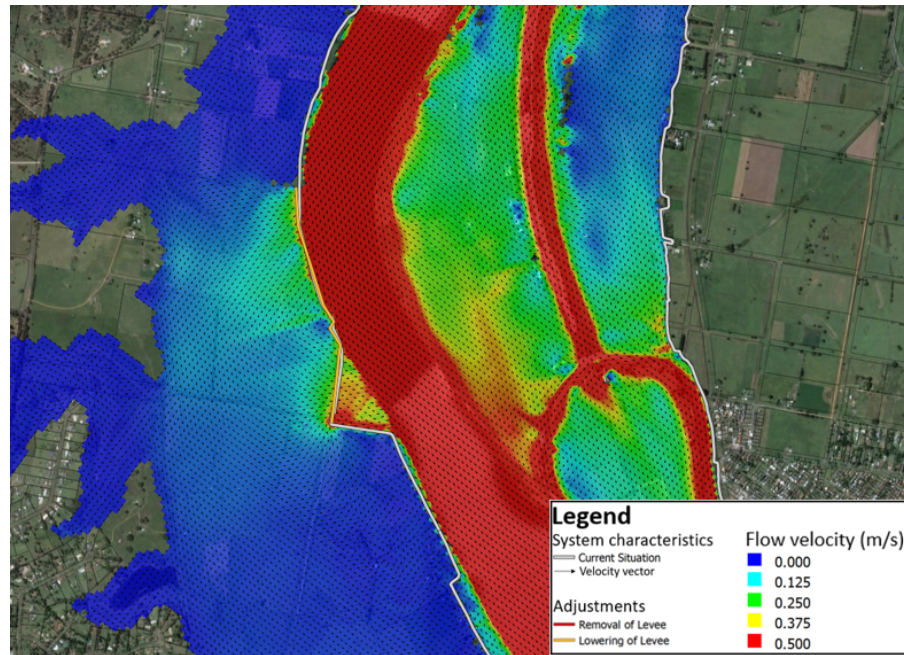 Legend
System characteristics
Current Situation
Velocity vector
Adjustments
Removal of Levee
Lowering of Levee
Flow velocity (m/s)
0.000
0.125
0.250
0.375
0.500